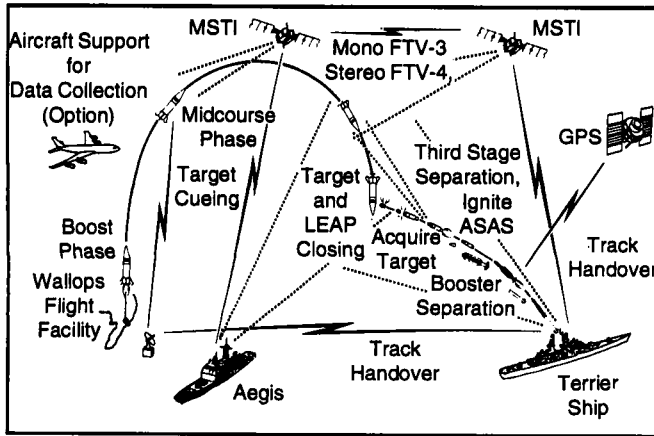 Aircraft Support
for
Data Collection
(Option)
MSTI
Mono FTV-3
Stereo FTV-4,
MSTI
GPS
Midcourse
Phase
Target
Cueing
Target
and
LEAP
Closing
Third Stage
Separation,
Ignite
ASAS
Acquire
Target
Boost
Phase
Wallops
Flight
Facility
Booster
Separation
Track
Handover
Track
Handover
Aegis
Terrier
Ship